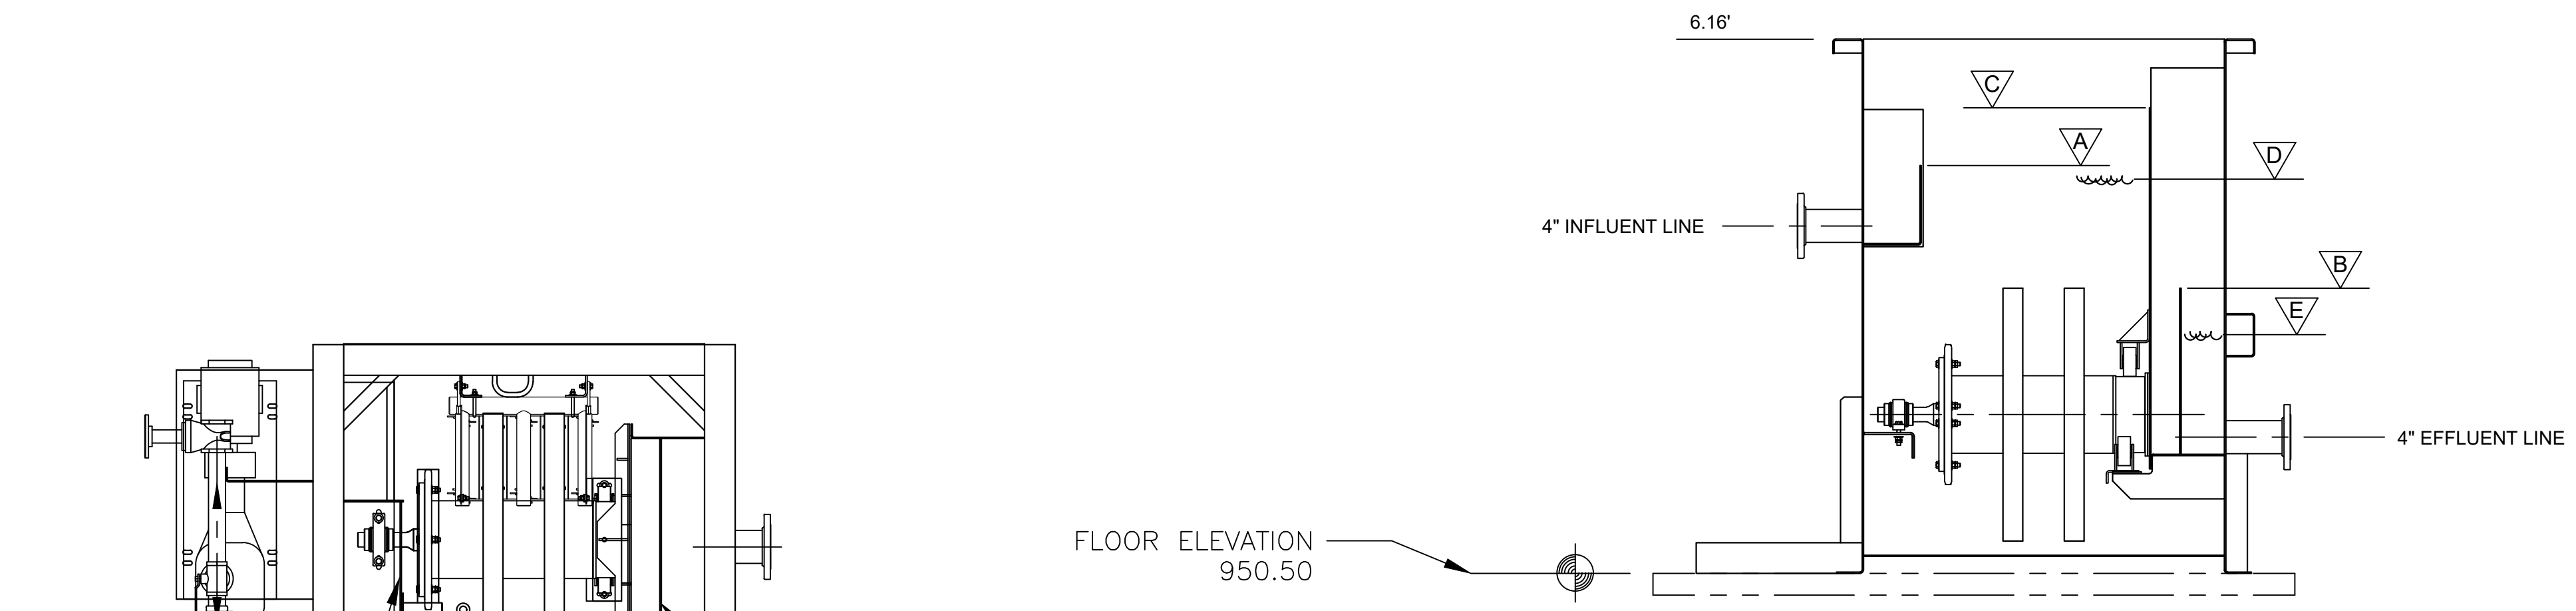 6.16'
C
A
D
4" INFLUENT LINE
B
E
4" EFFLUENT LINE
FLOOR ELEVATION
950.50